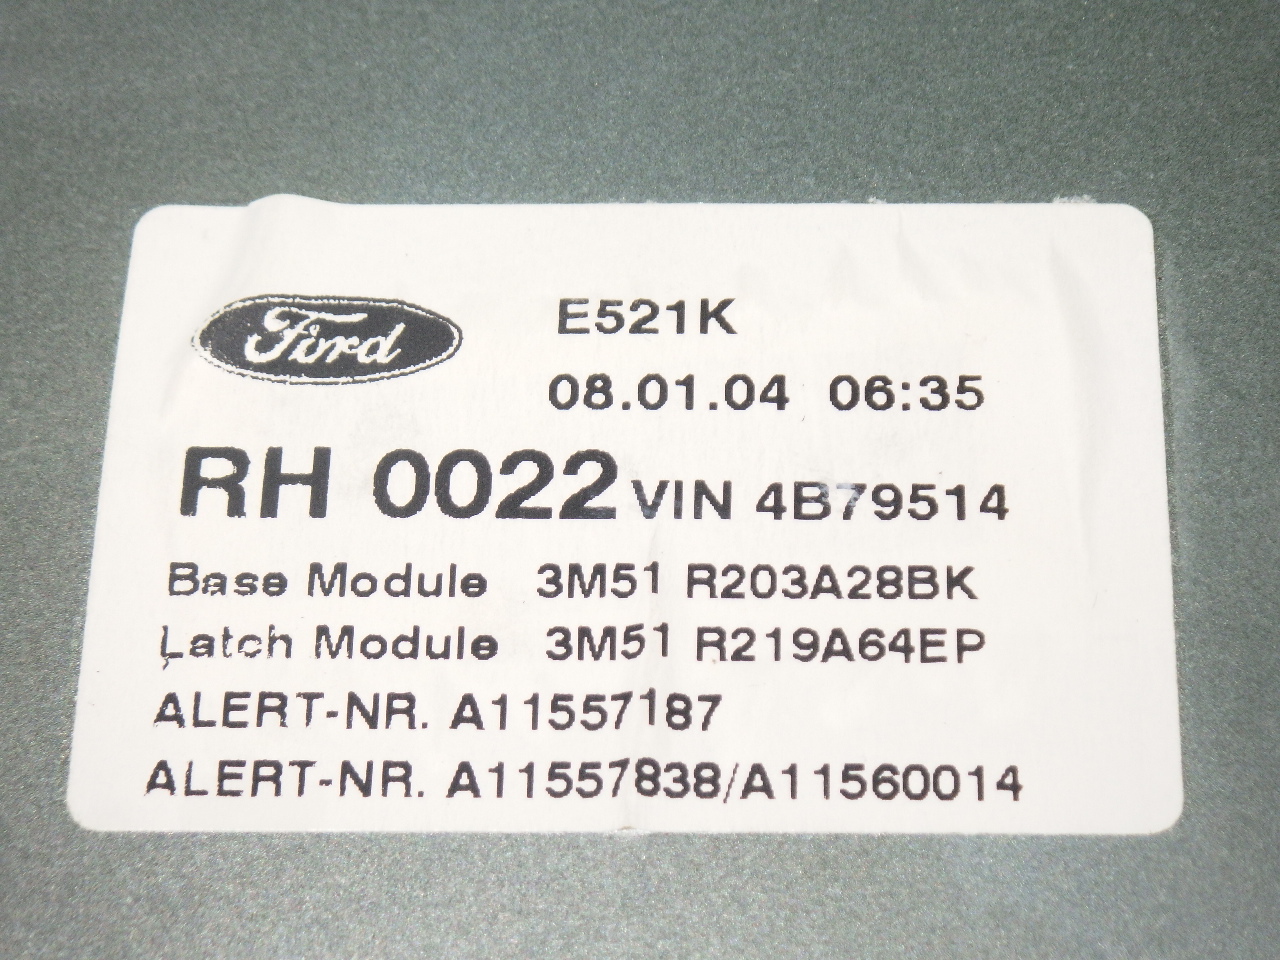 Ford
E521K
08.01.04 06:35
RH 0022 VIN 4B79514
Base Module 3M51 R203A28BK
Latch Module 3M51 R219A64EP
ALERT-NR. A11557187
ALERT-NR. A11557838/A11560014